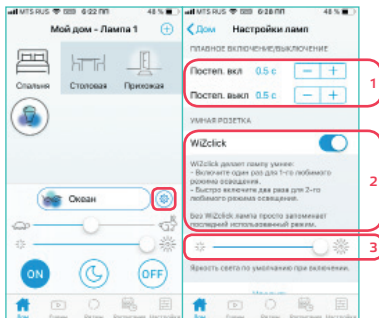 MTS RUS 6:22 ПП 48 %
Мой дом – Лампа 1
Спальня Столовая Прихожая
Океан
ON OFF
Дом
MTS RUS 6:28 ПП 48 %
Дом Настройки ламп
ПЛАВНОЕ ВКЛЮЧЕНИЕ/ВЫКЛЮЧЕНИЕ
Постеп. вкл 0.5 с − +
Постеп. выкл 0.5 с − +
1
УМНАЯ РОЗЕТКА
WiZclick
WiZclick делает лампу умнее:
- Включите один раз для 1-го любимого
режима освещения.
- Быстро включите два раза для 2-го
любимого режима освещения.
Без WiZclick лампа просто запоминает
последний использованный режим.
2
3
Яркость света по умолчанию при включении.
Дом